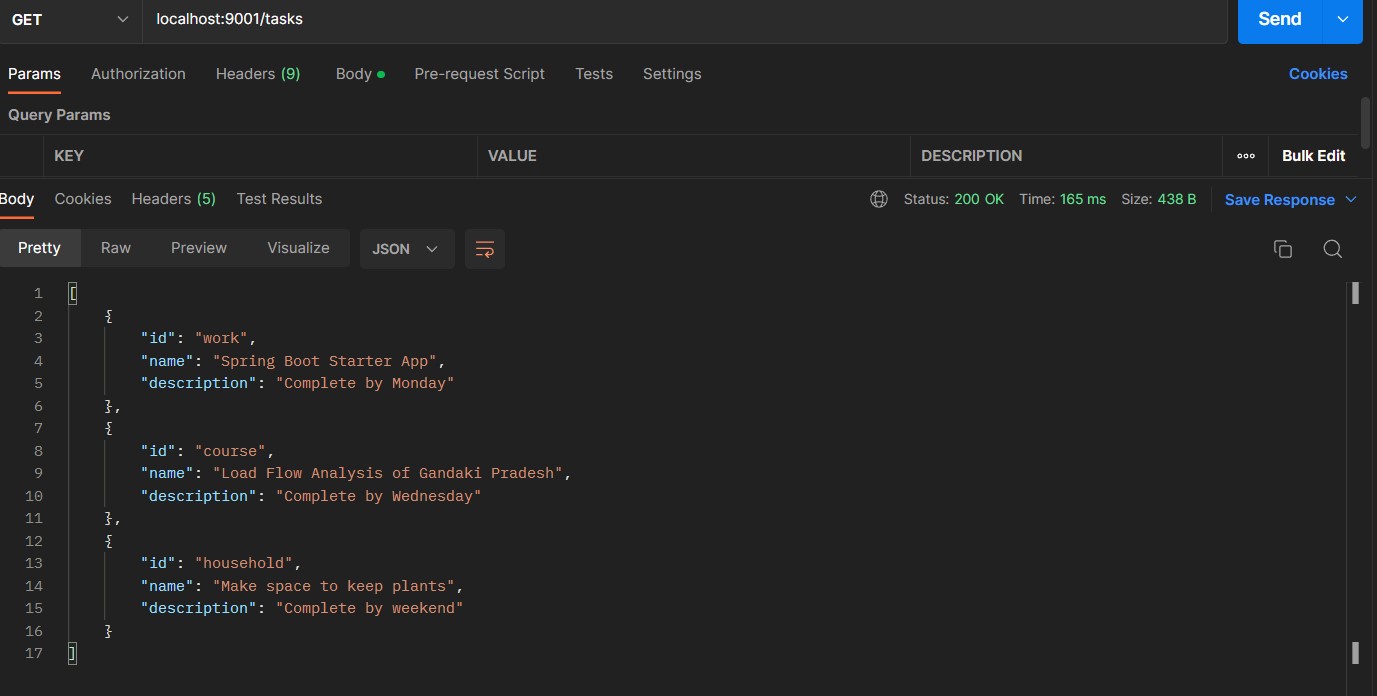 GET localhost:9001/tasks Send
Params Authorization Headers (9) Body Pre-request Script Tests Settings Cookies
Query Params
KEY VALUE DESCRIPTION ooo Bulk Edit
Body Cookies Headers (5) Test Results Status: 200 OK Time: 165 ms Size: 438 B Save Response
Pretty Raw Preview Visualize JSON
1 [
2 {
3 "id": "work",
4 "name": "Spring Boot Starter App",
5 "description": "Complete by Monday"
6 },
7 {
8 "id": "course",
9 "name": "Load Flow Analysis of Gandaki Pradesh",
10 "description": "Complete by Wednesday"
11 },
12 {
13 "id": "household",
14 "name": "Make space to keep plants",
15 "description": "Complete by weekend"
16 }
17 ]